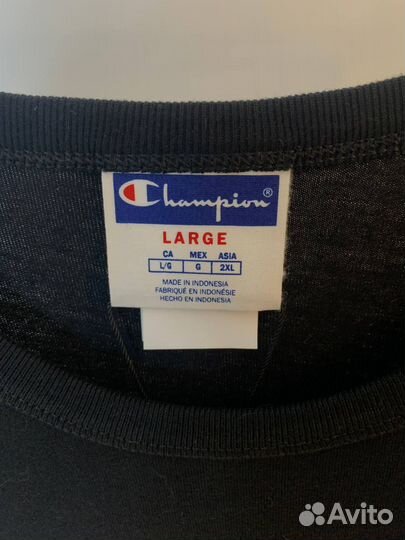 Champion®
LARGE
CA MEX ASIA
L/G G 2XL
MADE IN INDONESIA
FABRIQUÉ EN INDONÉSIE
HECHO EN INDONESIA
Avito